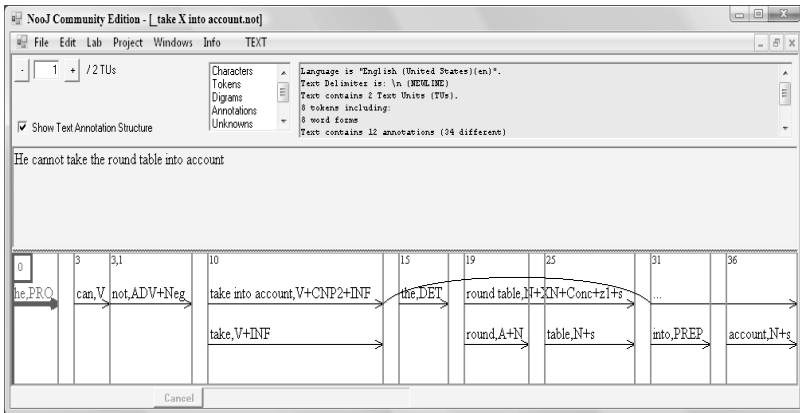 NooJ Community Edition - [_take X into account.not]
File Edit Lab Project Windows Info TEXT
- 1 + / 2 TUs
Characters
Tokens
Digrams
Annotations
Unknowns
Language is "English (United States)(en)".
Text Delimiter is: \n (NEWLINE)
Text contains 2 Text Units (TUs).
8 tokens including:
8 word forms
Text contains 12 annotations (34 different)
Show Text Annotation Structure
He cannot take the round table into account
0 3 3,1 10 15 19 25 31 36
he,PRO can,V not,ADV+Neg take into account,V+CNP2+INF the,DET round table,N+XN+Conc+z1+s ...
take,V+INF round,A+N table,N+s into,PREP account,N+s
Cancel